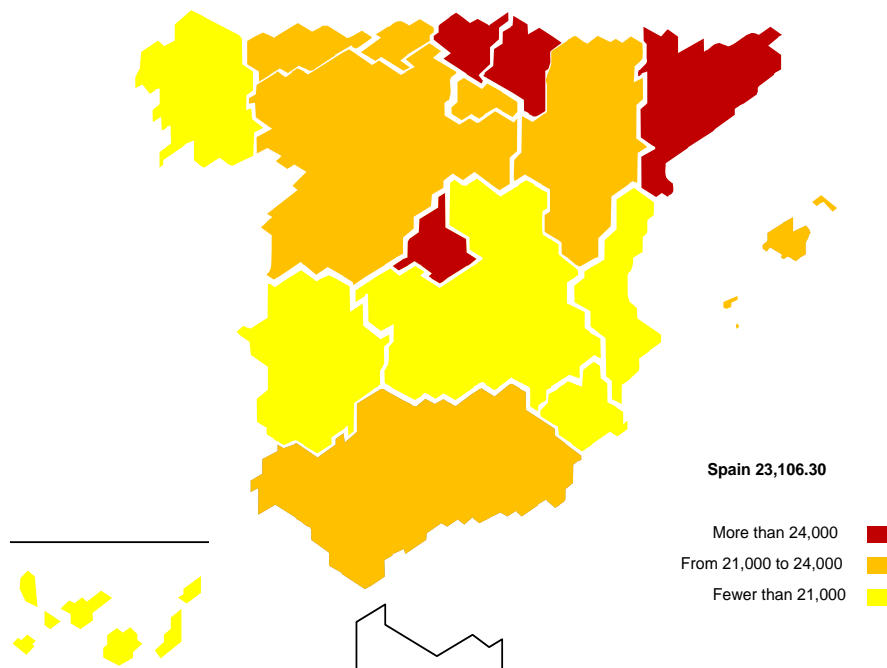 Spain 23,106.30
More than 24,000
From 21,000 to 24,000
Fewer than 21,000